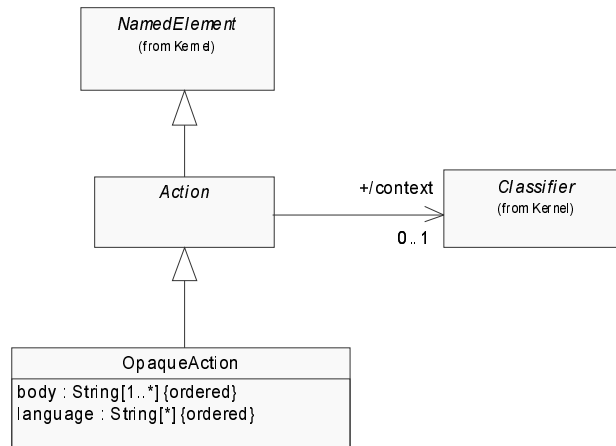 NamedElement
(from Kernel)
Action
+/context
0..1
Classifier
(from Kernel)
OpaqueAction
body : String[1..*] {ordered}
language : String[*] {ordered}